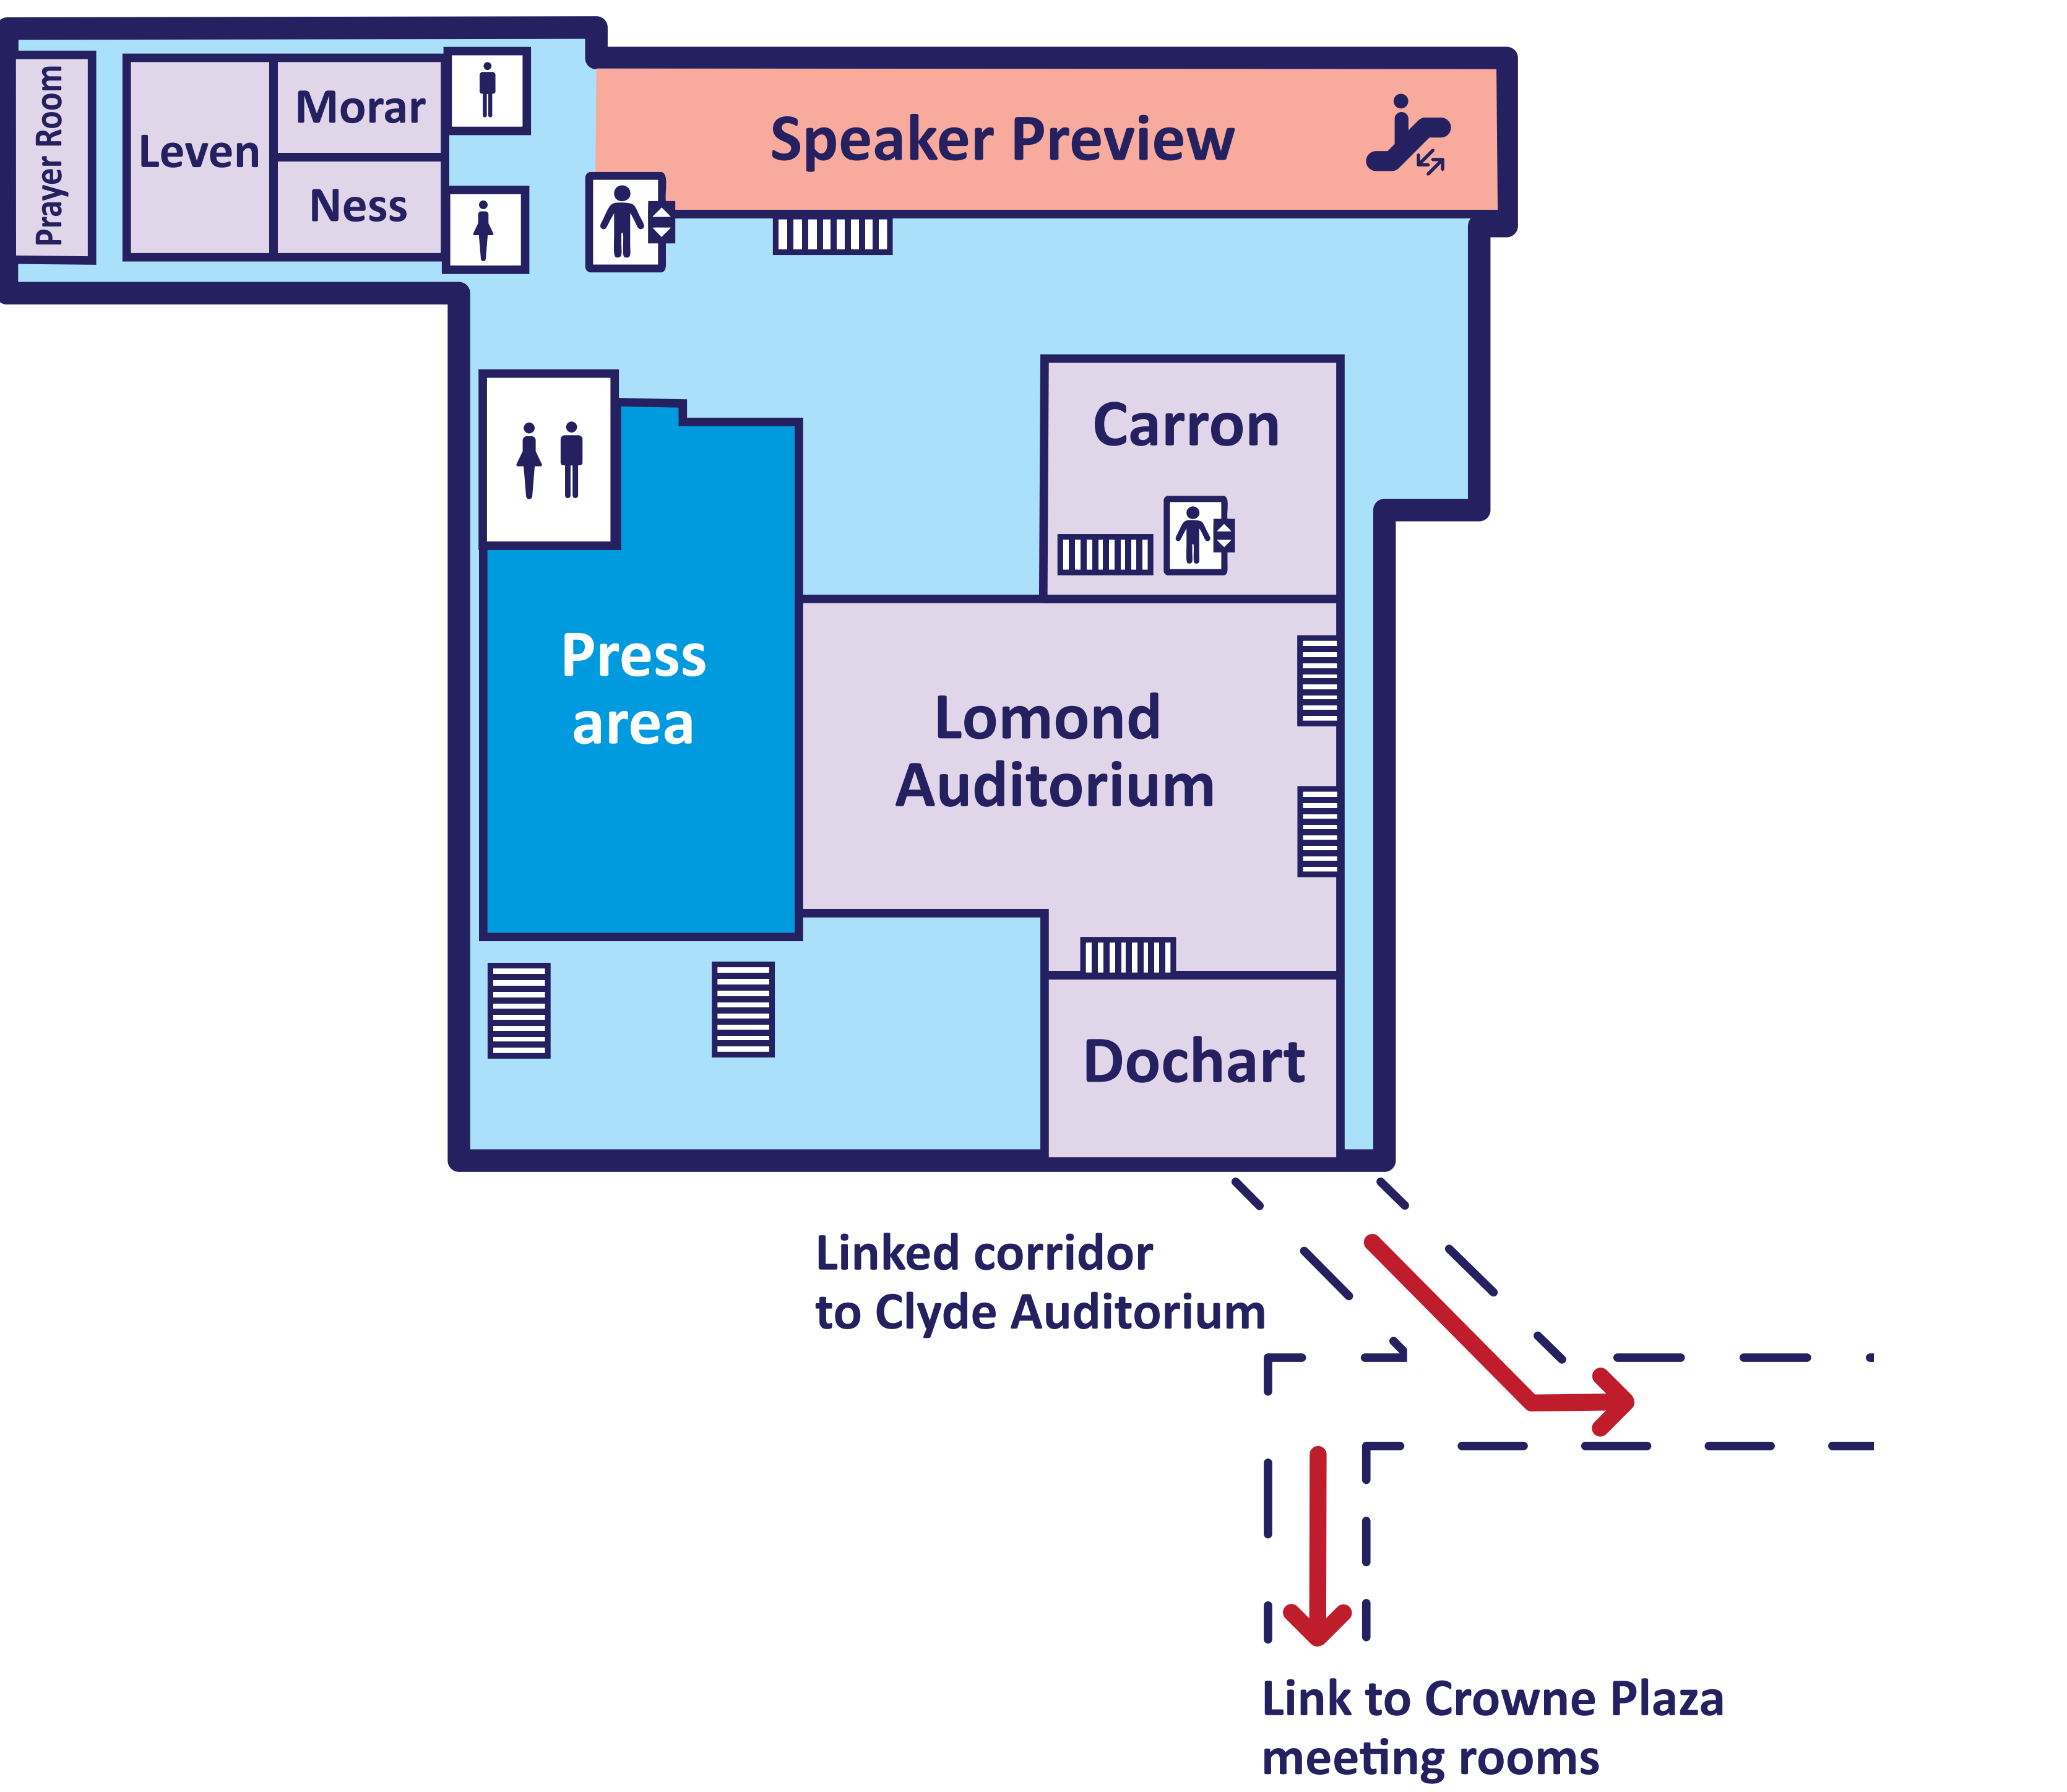 Prayer Room
Leven
Morar
Ness
Speaker Preview
Carron
Press
area
Lomond
Auditorium
Dochart
Linked corridor
to Clyde Auditorium
Link to Crowne Plaza
meeting rooms